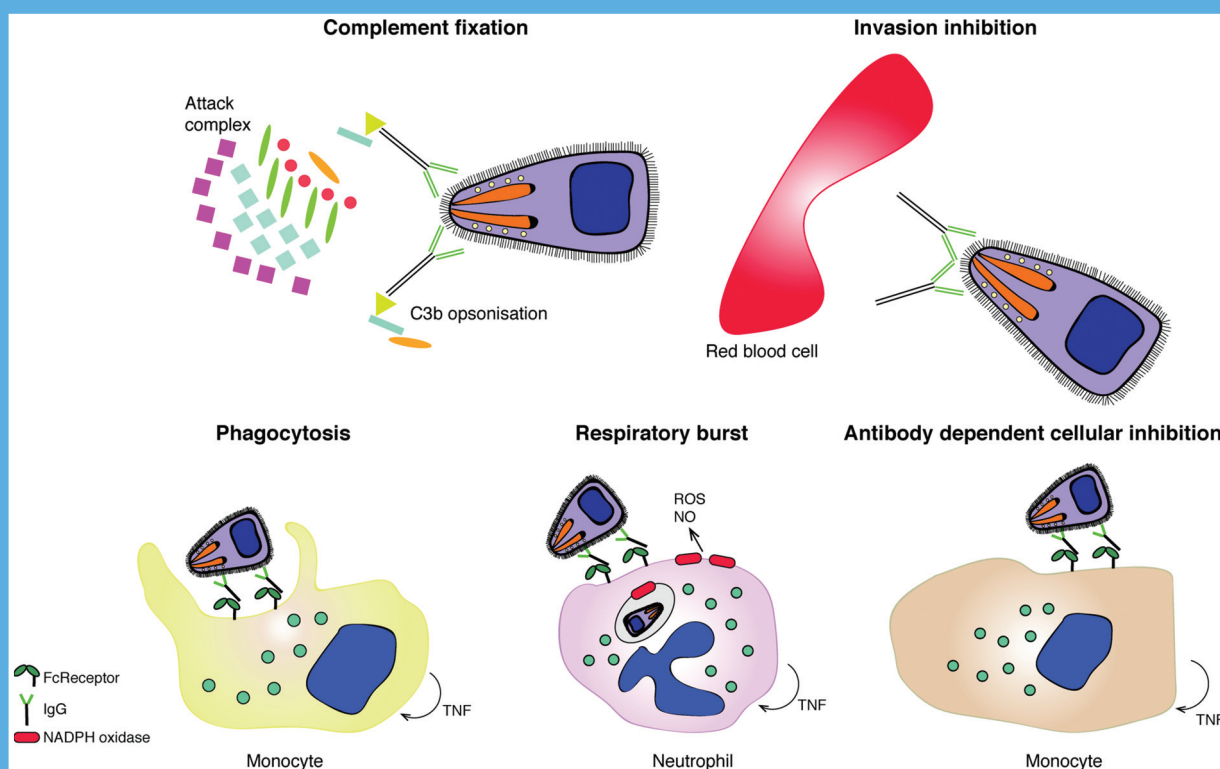 Complement fixation
Invasion inhibition
Attack
complex
C3b opsonisation
Red blood cell
Phagocytosis
Respiratory burst
Antibody dependent cellular inhibition
ROS
NO
FcReceptor
IgG
NADPH oxidase
TNF
TNF
TNF
Monocyte
Neutrophil
Monocyte